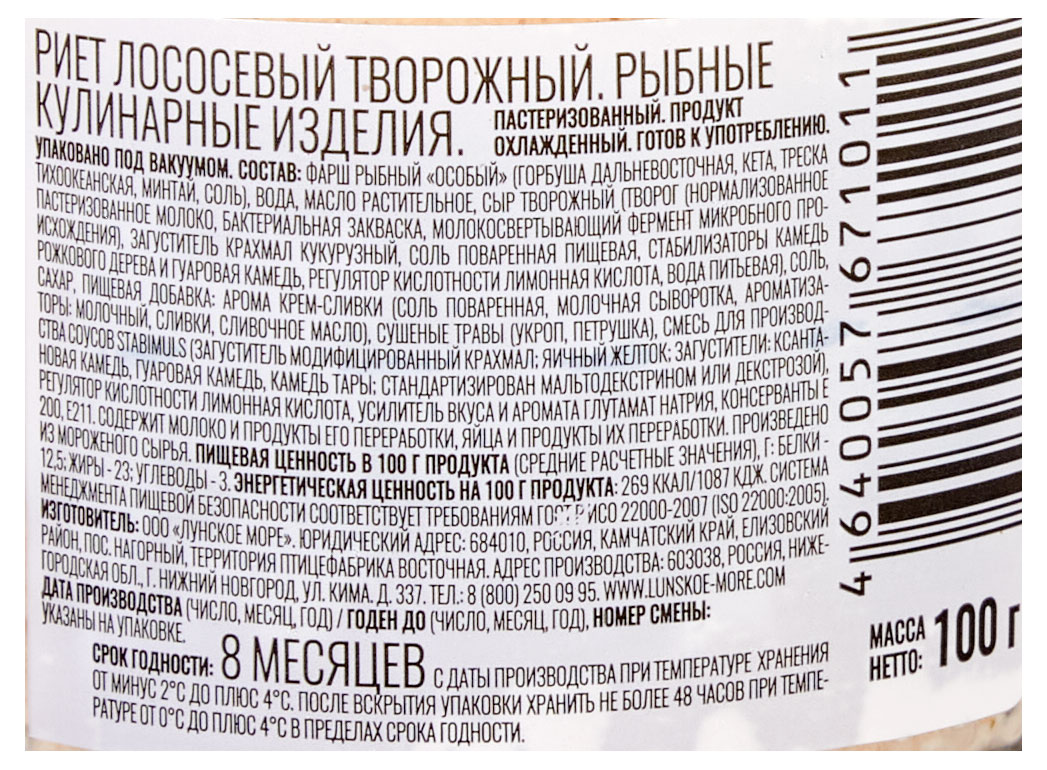 РИЕТ ЛОСОСЕВЫЙ ТВОРОЖНЫЙ. РЫБНЫЕ
КУЛИНАРНЫЕ ИЗДЕЛИЯ. ПАСТЕРИЗОВАННЫЙ. ПРОДУКТ
ОХЛАЖДЕННЫЙ. ГОТОВ К УПОТРЕБЛЕНИЮ.
УПАКОВАНО ПОД ВАКУУМОМ. СОСТАВ: ФАРШ РЫБНЫЙ «ОСОБЫЙ» (ГОРБУША ДАЛЬНЕВОСТОЧНАЯ, КЕТА, ТРЕСКА
ТИХООКЕАНСКАЯ, МИНТАЙ, СОЛЬ), ВОДА, МАСЛО РАСТИТЕЛЬНОЕ, СЫР ТВОРОЖНЫЙ (ТВОРОГ (НОРМАЛИЗОВАННОЕ
ПАСТЕРИЗОВАННОЕ МОЛОКО, БАКТЕРИАЛЬНАЯ ЗАКВАСКА, МОЛОКОСВЕРТЫВАЮЩИЙ ФЕРМЕНТ МИКРОБНОГО ПРО-
ИСХОЖДЕНИЯ), ЗАГУСТИТЕЛЬ КРАХМАЛ КУКУРУЗНЫЙ, СОЛЬ ПОВАРЕННАЯ ПИЩЕВАЯ, СТАБИЛИЗАТОРЫ КАМЕДЬ
РОЖКОВОГО ДЕРЕВА И ГУАРОВАЯ КАМЕДЬ, РЕГУЛЯТОР КИСЛОТНОСТИ ЛИМОННАЯ КИСЛОТА, ВОДА ПИТЬЕВАЯ), СОЛЬ,
САХАР, ПИЩЕВАЯ ДОБАВКА: АРОМА КРЕМ-СЛИВКИ (СОЛЬ ПОВАРЕННАЯ, МОЛОЧНАЯ СЫВОРОТКА, АРОМАТИЗА-
ТОРЫ: МОЛОЧНЫЙ, СЛИВКИ, СЛИВОЧНОЕ МАСЛО), СУШЕНЫЕ ТРАВЫ (УКРОП, ПЕТРУШКА), СМЕСЬ ДЛЯ ПРОИЗВОД-
СТВА СОУСОВ STABIMULS (ЗАГУСТИТЕЛЬ МОДИФИЦИРОВАННЫЙ КРАХМАЛ; ЯИЧНЫЙ ЖЕЛТОК; ЗАГУСТИТЕЛИ: КСАНТА-
НОВАЯ КАМЕДЬ, ГУАРОВАЯ КАМЕДЬ, КАМЕДЬ ТАРЫ; СТАНДАРТИЗИРОВАН МАЛЬТОДЕКСТРИНОМ ИЛИ ДЕКСТРОЗОЙ),
РЕГУЛЯТОР КИСЛОТНОСТИ ЛИМОННАЯ КИСЛОТА, УСИЛИТЕЛЬ ВКУСА И АРОМАТА ГЛУТАМАТ НАТРИЯ, КОНСЕРВАНТЫ Е
200, Е211. СОДЕРЖИТ МОЛОКО И ПРОДУКТЫ ЕГО ПЕРЕРАБОТКИ, ЯЙЦА И ПРОДУКТЫ ИХ ПЕРЕРАБОТКИ. ПРОИЗВЕДЕНО
ИЗ МОРОЖЕНОГО СЫРЬЯ. ПИЩЕВАЯ ЦЕННОСТЬ В 100 Г ПРОДУКТА (СРЕДНИЕ РАСЧЕТНЫЕ ЗНАЧЕНИЯ), Г: БЕЛКИ -
12,5; ЖИРЫ - 23; УГЛЕВОДЫ - 3. ЭНЕРГЕТИЧЕСКАЯ ЦЕННОСТЬ НА 100 Г ПРОДУКТА: 269 ККАЛ/1087 КДЖ. СИСТЕМА
МЕНЕДЖМЕНТА ПИЩЕВОЙ БЕЗОПАСНОСТИ СООТВЕТСТВУЕТ ТРЕБОВАНИЯМ ГОСТ Р ИСО 22000-2007 (ISO 22000:2005).
ИЗГОТОВИТЕЛЬ: ООО «ЛУНСКОЕ МОРЕ». ЮРИДИЧЕСКИЙ АДРЕС: 684010, РОССИЯ, КАМЧАТСКИЙ КРАЙ, ЕЛИЗОВСКИЙ
РАЙОН, ПОС. НАГОРНЫЙ, ТЕРРИТОРИЯ ПТИЦЕФАБРИКА ВОСТОЧНАЯ. АДРЕС ПРОИЗВОДСТВА: 603038, РОССИЯ, НИЖЕ-
ГОРОДСКАЯ ОБЛ., Г. НИЖНИЙ НОВГОРОД, УЛ. КИМА. Д. 337. ТЕЛ.: 8 (800) 250 09 95. WWW.LUNSKOE-MORE.COM
ДАТА ПРОИЗВОДСТВА (ЧИСЛО, МЕСЯЦ, ГОД) / ГОДЕН ДО (ЧИСЛО, МЕСЯЦ, ГОД), НОМЕР СМЕНЫ:
УКАЗАНЫ НА УПАКОВКЕ.
СРОК ГОДНОСТИ: 8 МЕСЯЦЕВ С ДАТЫ ПРОИЗВОДСТВА ПРИ ТЕМПЕРАТУРЕ ХРАНЕНИЯ
ОТ МИНУС 2°С ДО ПЛЮС 4°С. ПОСЛЕ ВСКРЫТИЯ УПАКОВКИ ХРАНИТЬ НЕ БОЛЕЕ 48 ЧАСОВ ПРИ ТЕМПЕ-
РАТУРЕ ОТ 0°С ДО ПЛЮС 4°С В ПРЕДЕЛАХ СРОКА ГОДНОСТИ.
4 640057 671011
МАССА
НЕТТО: 100 г